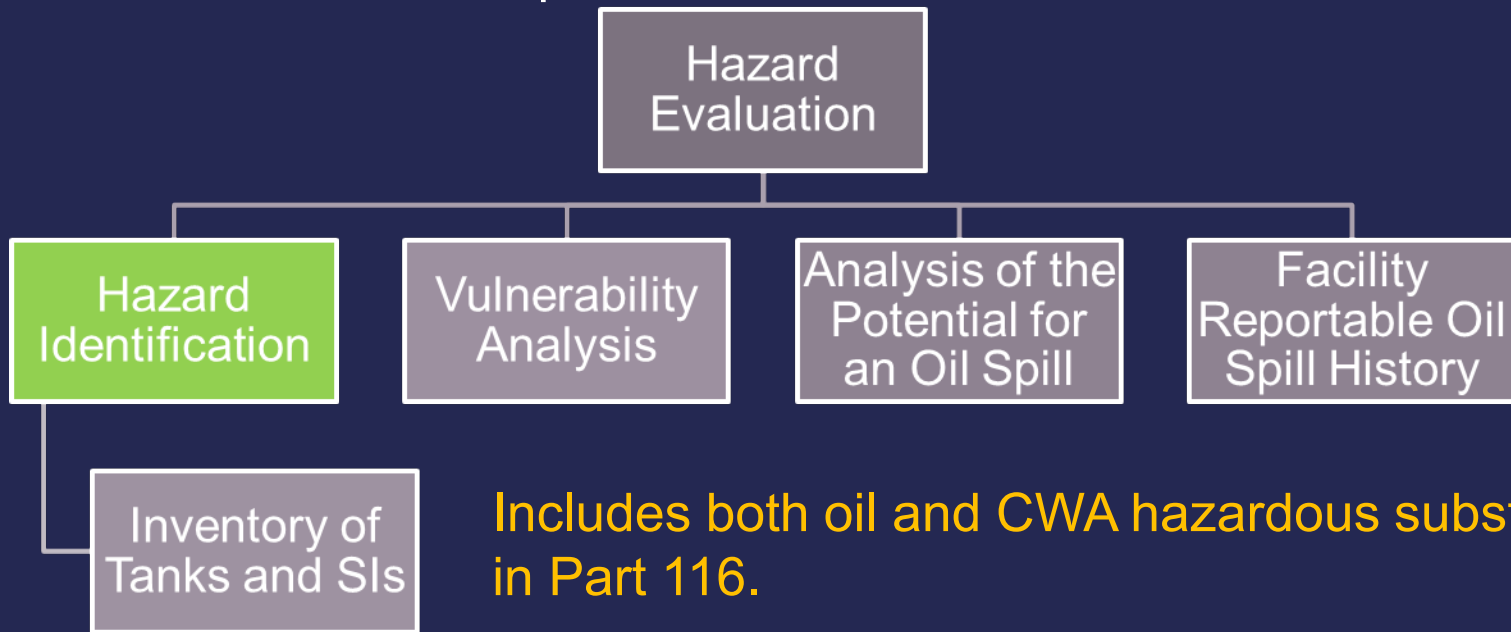 Hazard
Evaluation
Hazard
Identification
Vulnerability
Analysis
Analysis of the
Potential for
an Oil Spill
Facility
Reportable Oil
Spill History
Inventory of
Tanks and SIs
Includes both oil and CWA hazardous
in Part 116.